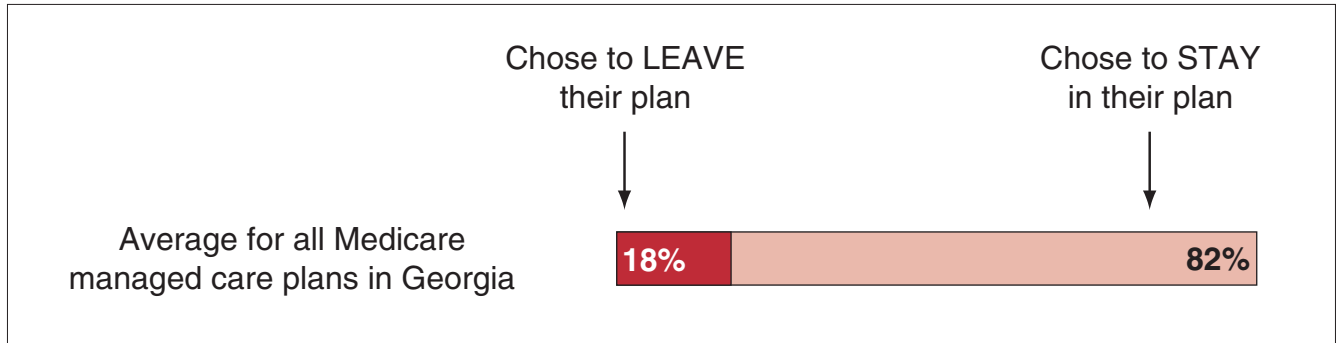 Chose to LEAVE
their plan
Chose to STAY
in their plan
Average for all Medicare
managed care plans in Georgia
18%
82%